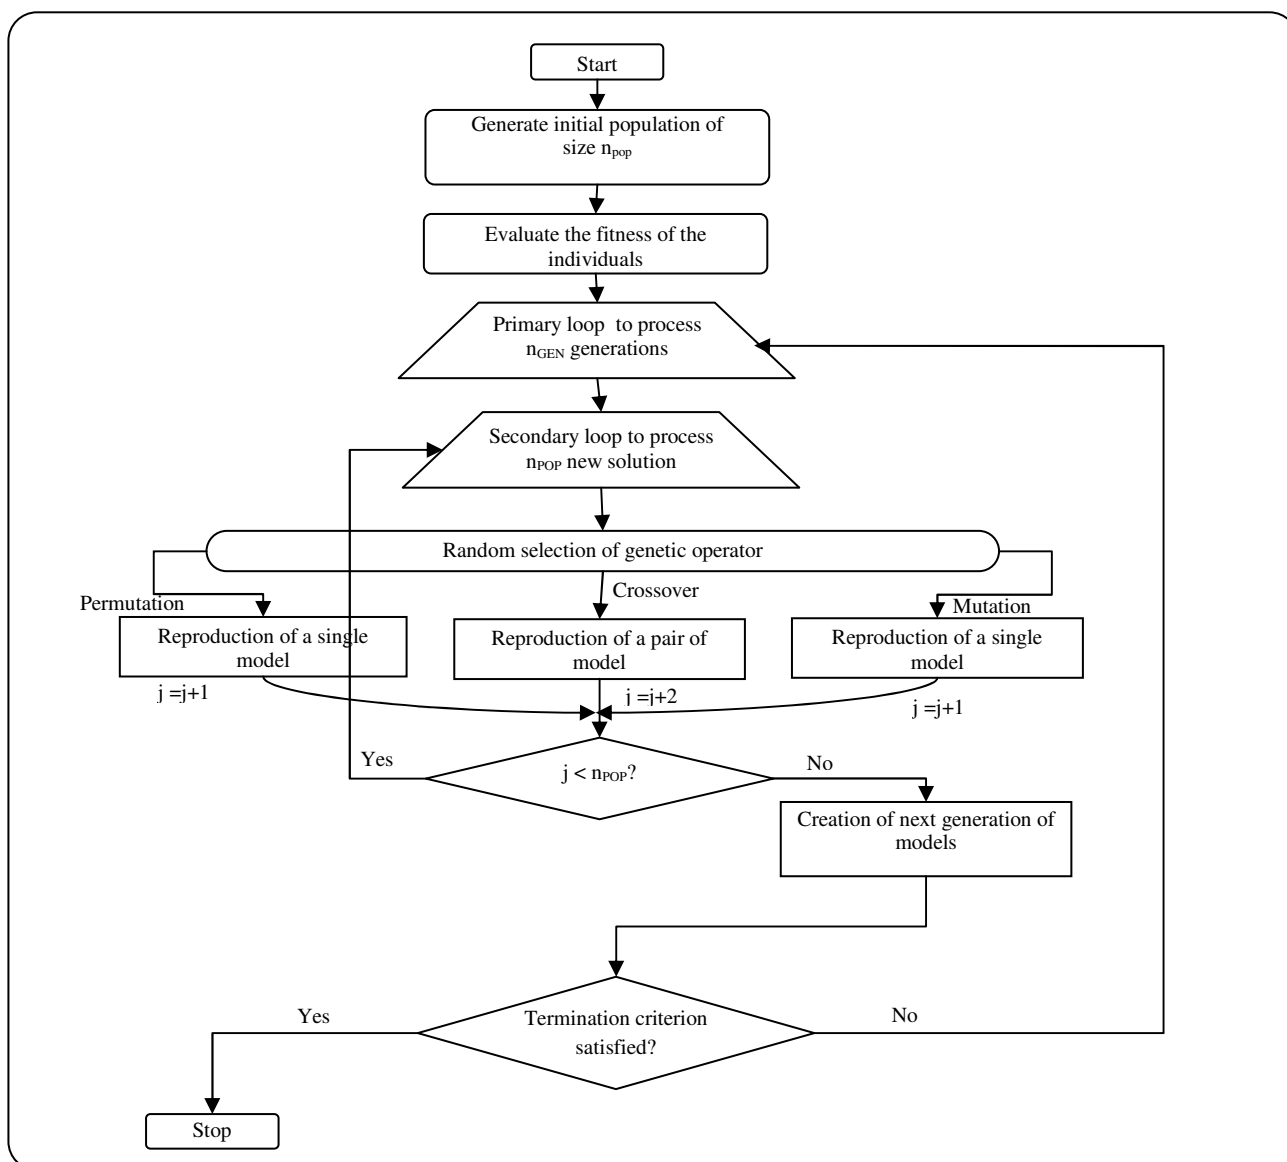 Start
Generate initial population of
size npop
Evaluate the fitness of the
individuals
Primary loop to process
nGEN generations
Secondary loop to process
nPOP new solution
Random selection of genetic operator
Permutation
Crossover
Mutation
Reproduction of a single
model
Reproduction of a pair of
model
Reproduction of a single
model
j =j+1
j =j+2
j =j+1
Yes
j < nPOP?
No
Creation of next generation of
models
Yes
Termination criterion
satisfied?
No
Stop